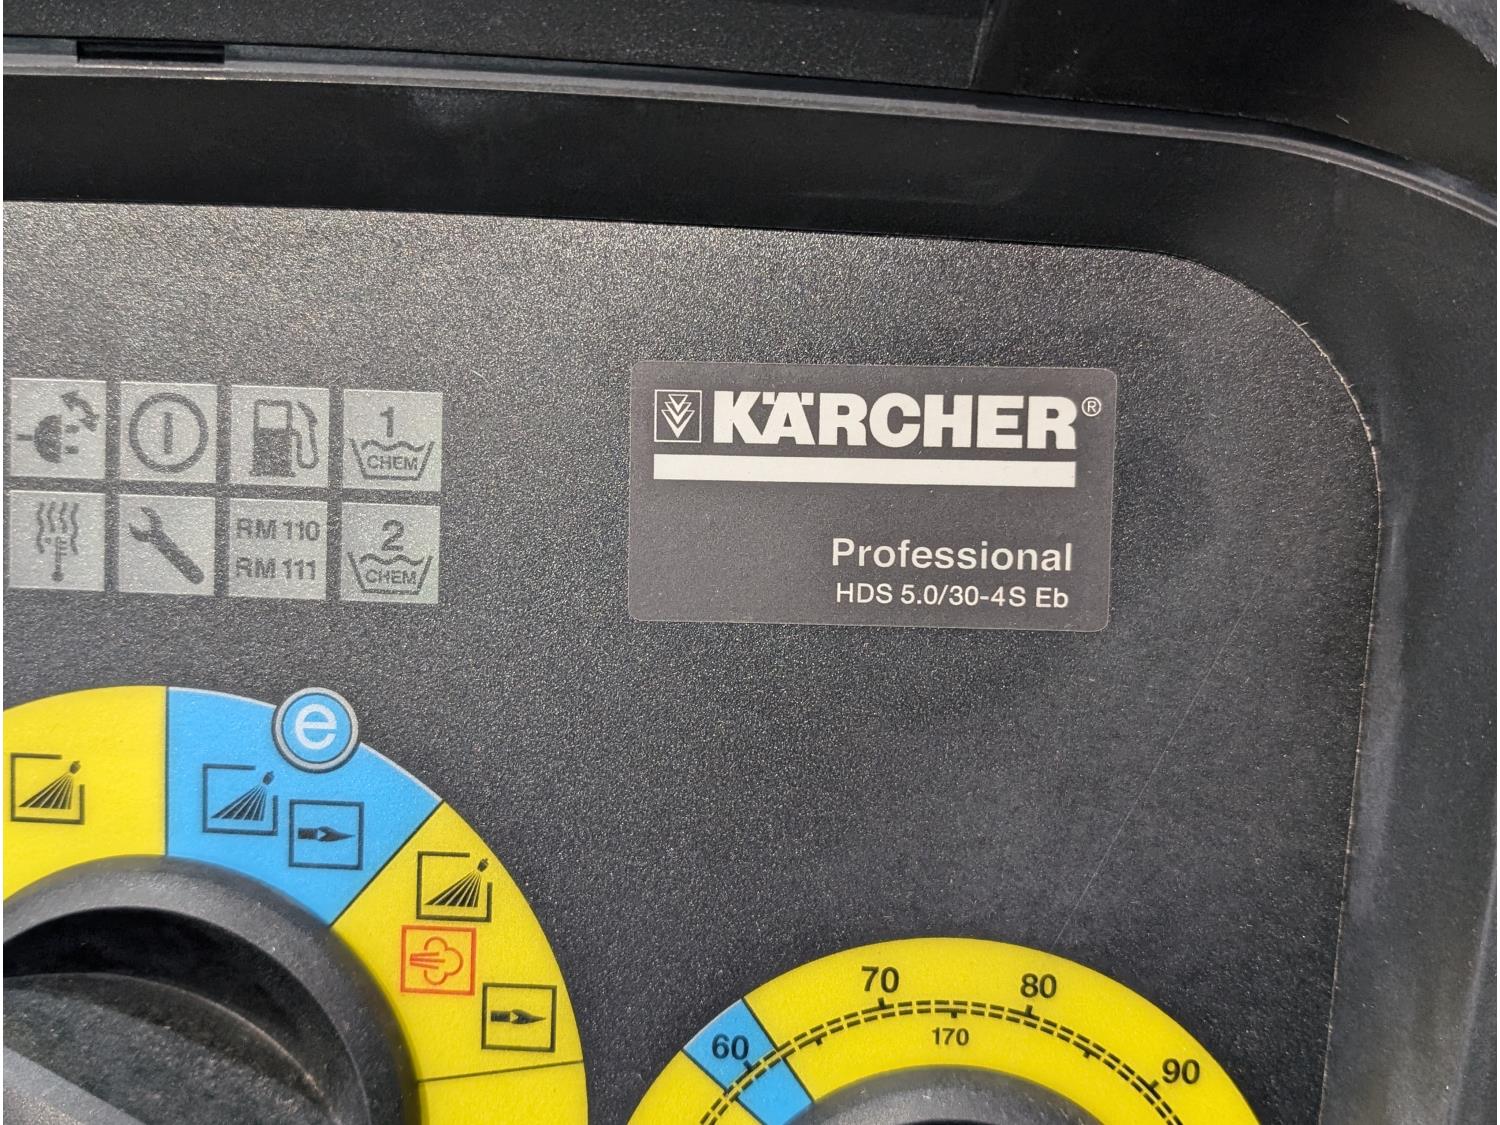 KÄRCHER®
Professional
HDS 5.0/30-4S Eb
1
CHEM
RM 110
RM 111
2
CHEM
e
60
70
80
90
170